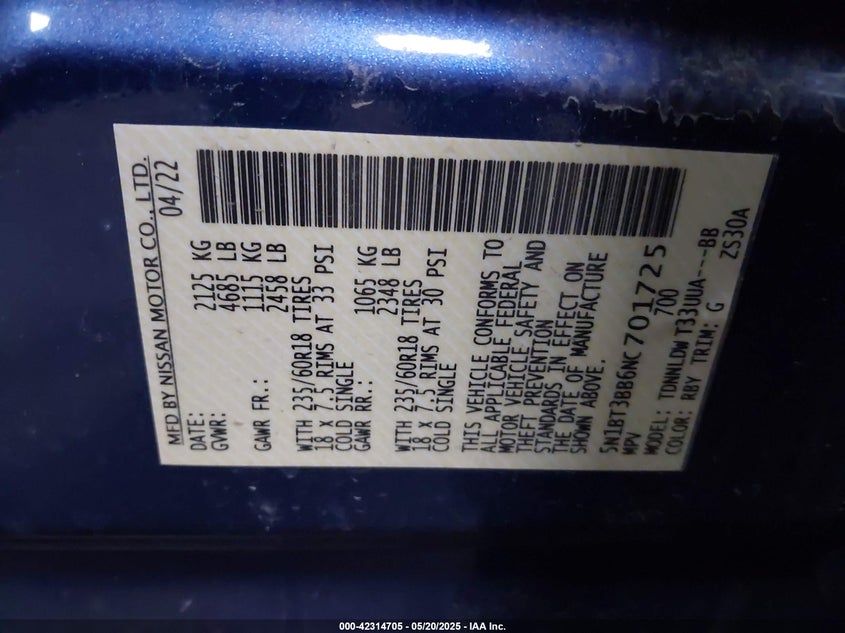 MFD BY NISSAN MOTOR CO., LTD.
DATE: 04/22
GVWR: 2125 KG
4685 LB
GAWR FR.: 1115 KG
2458 LB
WITH 235/60R18 TIRES
18 X 7.5 RIMS AT 33 PSI
COLD SINGLE
GAWR RR.: 1065 KG
2348 LB
WITH 235/60R18 TIRES
18 X 7.5 RIMS AT 30 PSI
COLD SINGLE
THIS VEHICLE CONFORMS TO
ALL APPLICABLE FEDERAL
MOTOR VEHICLE SAFETY AND
THEFT PREVENTION
STANDARDS IN EFFECT ON
THE DATE OF MANUFACTURE
SHOWN ABOVE.
5N1BT3BB6NC701725
MPV 700
MODEL: TDNNLDW T33UUA---BB
COLOR: RBY TRIM: G
ZS30A
000-42314705 - 05/20/2025 - IAA Inc.